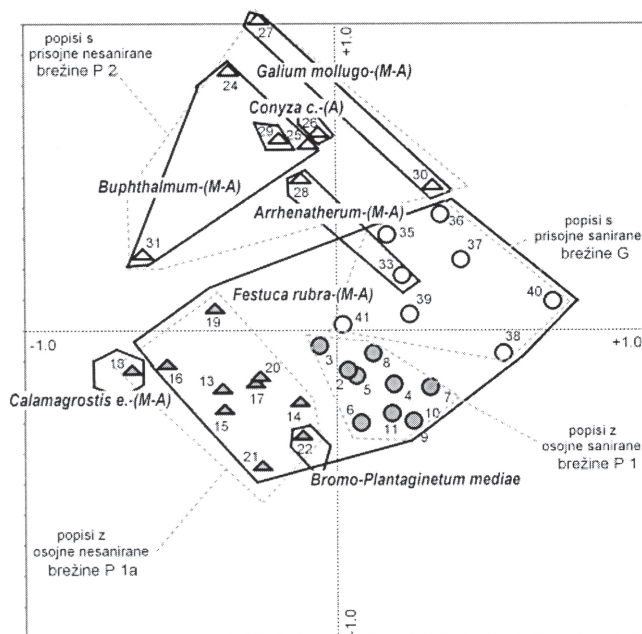 27
+1.0
popisi s
prisojne nesanirane
brežine P 2
24
Galium mollugo-(M-A)
Conyza c.-(A)
29
25
26
30
28
Buphthalmum-(M-A)
Arrhenatherum-(M-A)
36
35
popisi s
prisojne sanirane
brežine G
37
31
33
Festuca rubra-(M-A)
40
39
19
41
-1.0
+1.0
38
3
8
18
16
20
2
5
13
17
4
7
Calamagrostis e.-(M-A)
14
15
6
10
11
9
popisi z
osojne sanirane
brežine P 1
22
21
Bromo-Plantaginetum mediae
popisi z
osojne nesanirane
brežine P 1a
-1.0